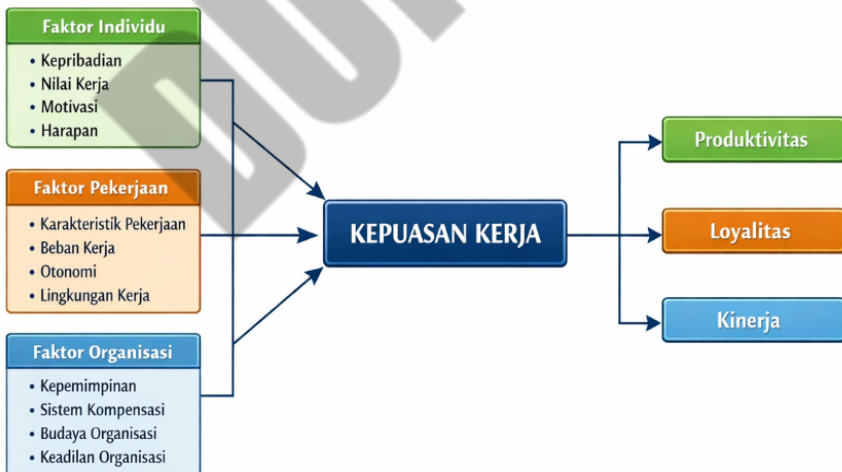 Faktor Individu
• Kepribadian
• Nilai Kerja
• Motivasi
• Harapan
Faktor Pekerjaan
• Karakteristik Pekerjaan
• Beban Kerja
• Otonomi
• Lingkungan Kerja
Faktor Organisasi
• Kepemimpinan
• Sistem Kompensasi
• Budaya Organisasi
• Keadilan Organisasi
KEPUASAN KERJA
Produktivitas
Loyalitas
Kinerja